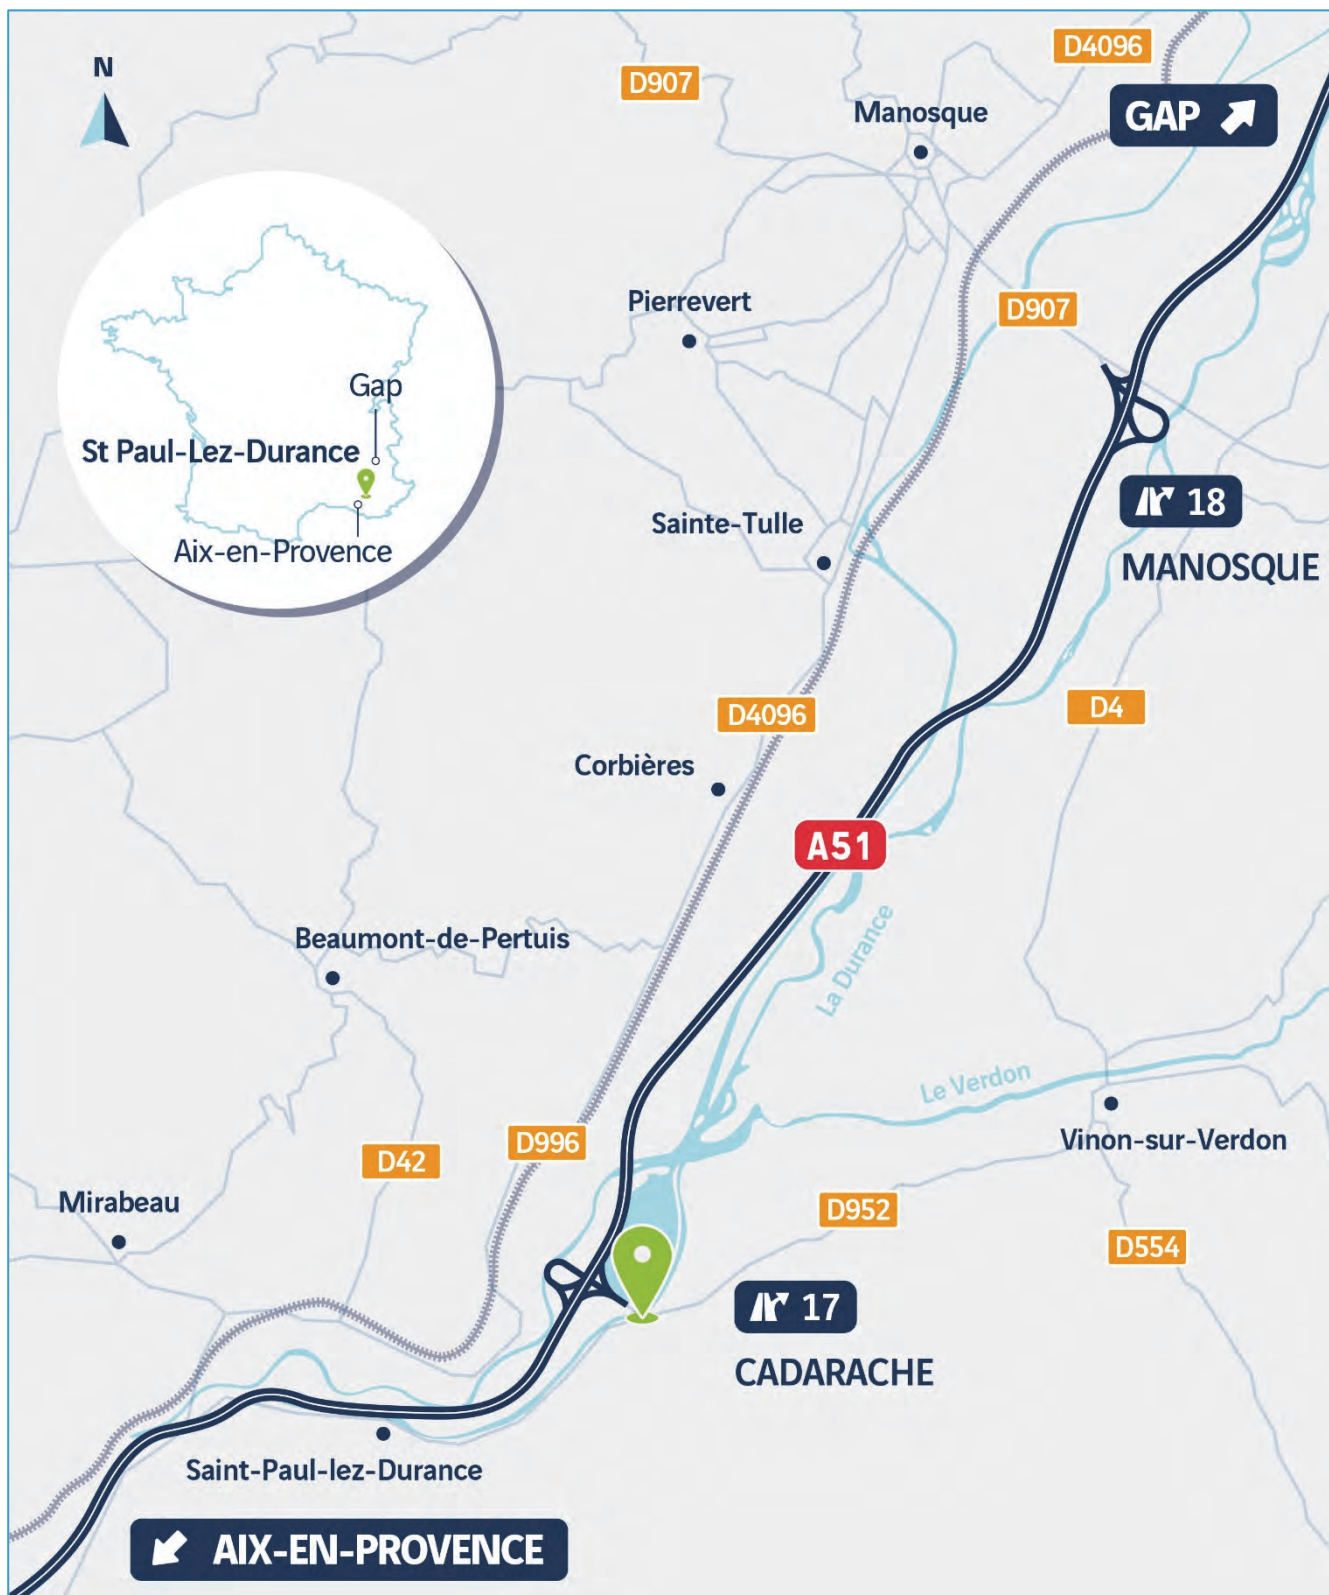 N
D907
D4096
GAP
Manosque
Pierrevert
D907
Gap
St Paul-Lez-Durance
Aix-en-Provence
18
MANOSQUE
Sainte-Tulle
D4096
D4
Corbières
A51
Beaumont-de-Pertuis
La Durance
Le Verdon
Vinon-sur-Verdon
D996
D42
Mirabeau
D952
D554
17
CADARACHE
Saint-Paul-lez-Durance
AIX-EN-PROVENCE